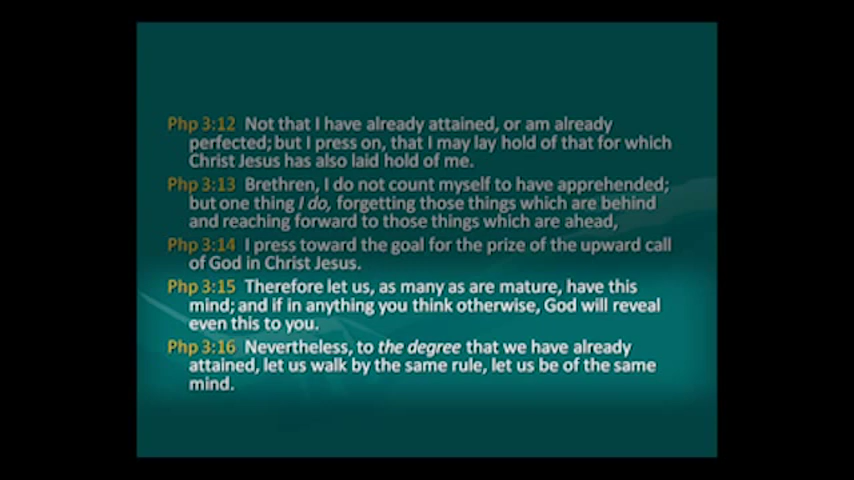 Php 3:12 Not that I have already attained, or am already
perfected; but I press on, that I may lay hold of that for which
Christ Jesus has also laid hold of me.
Php 3:13 Brethren, I do not count myself to have apprehended;
but one thing I do, forgetting those things which are behind
and reaching forward to those things which are ahead,
Php 3:14 I press toward the goal for the prize of the upward call
of God in Christ Jesus.
Php 3:15 Therefore let us, as many as are mature, have this
mind; and if in anything you think otherwise, God will reveal
even this to you.
Php 3:16 Nevertheless, to the degree that we have already
attained, let us walk by the same rule, let us be of the same
mind.